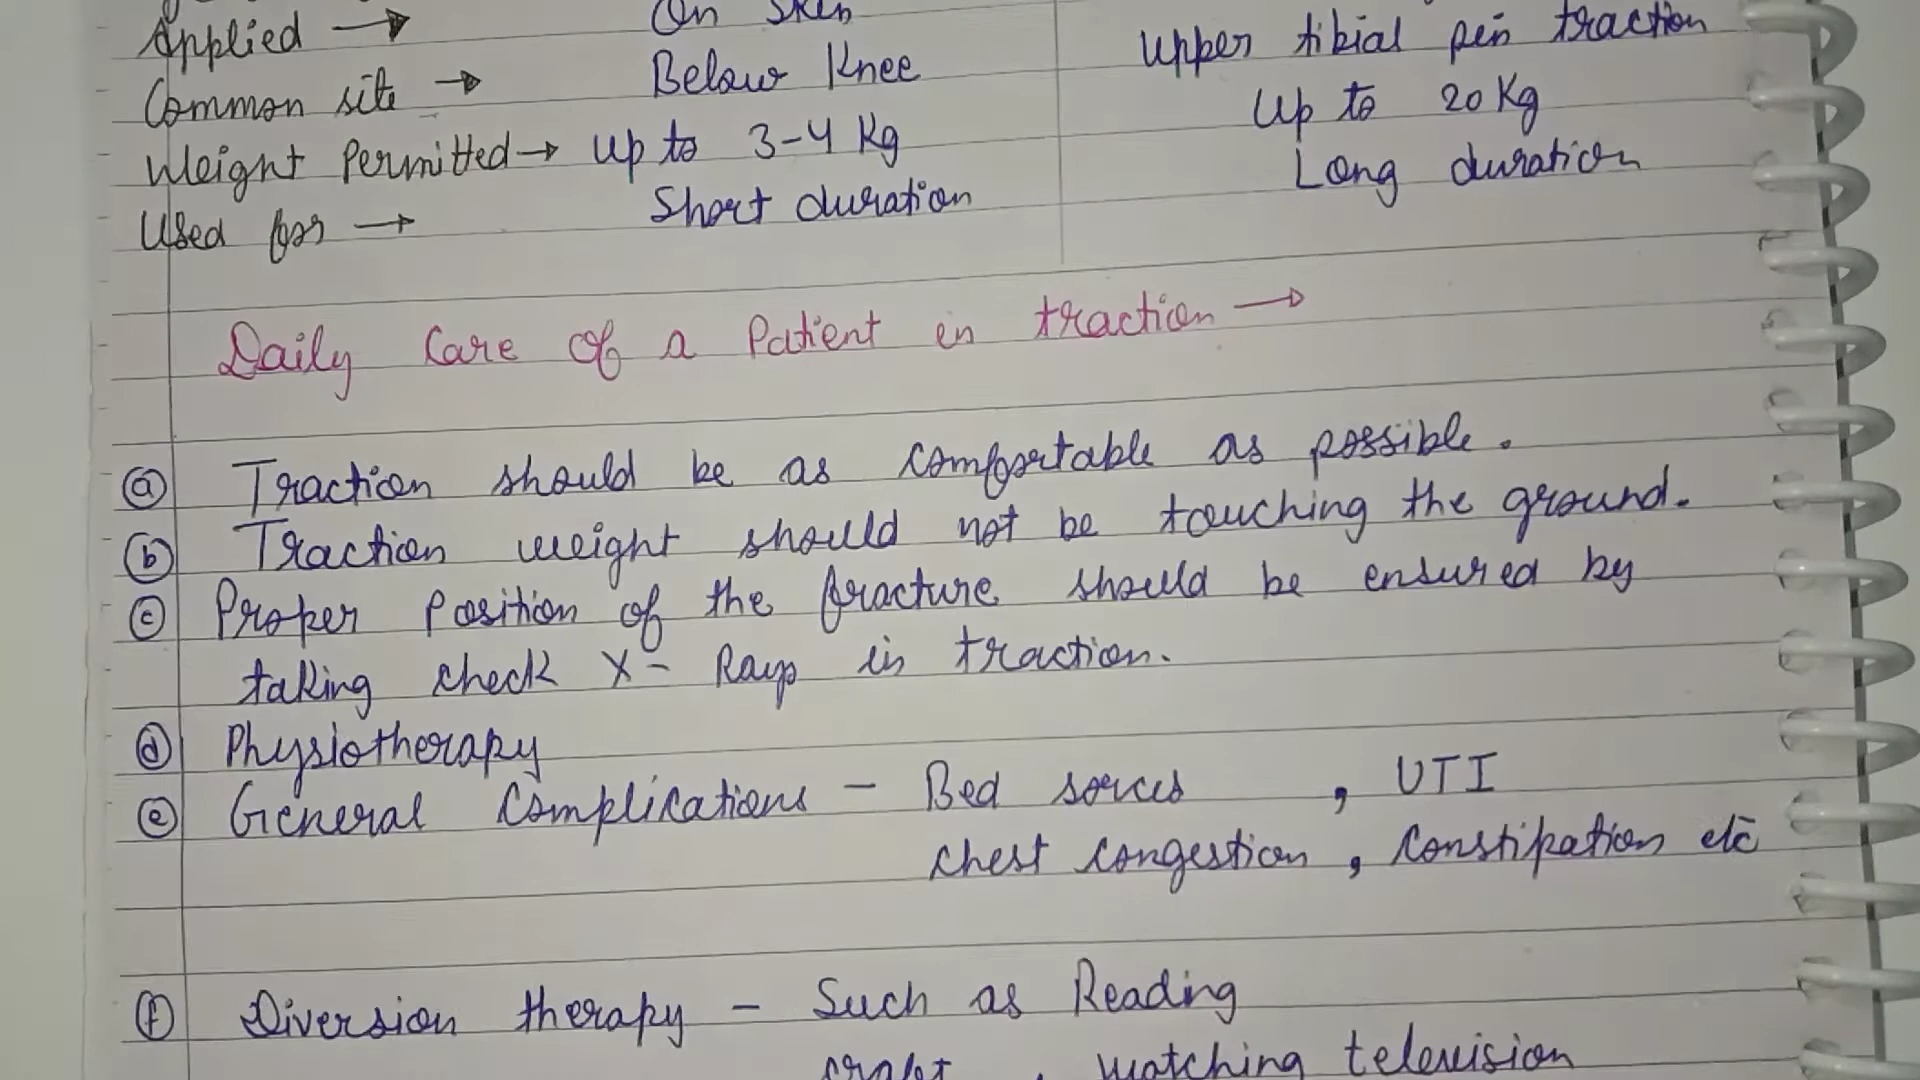 Applied → On Skin
Common site → Below Knee Upper tibial pin traction
Weight Permitted → Up to 3-4 Kg Up to 20 Kg
Used for → Short duration Long duration
Daily Care of a Patient in traction →
(a) Traction should be as comfortable as possible.
(b) Traction weight should not be touching the ground.
(c) Proper Position of the fracture should be ensured by
taking check X- Rays in traction.
(d) Physiotherapy
(e) General Complications - Bed sores , UTI
chest congestion , Constipation etc
(f) Diversion therapy - Such as Reading
, watching television